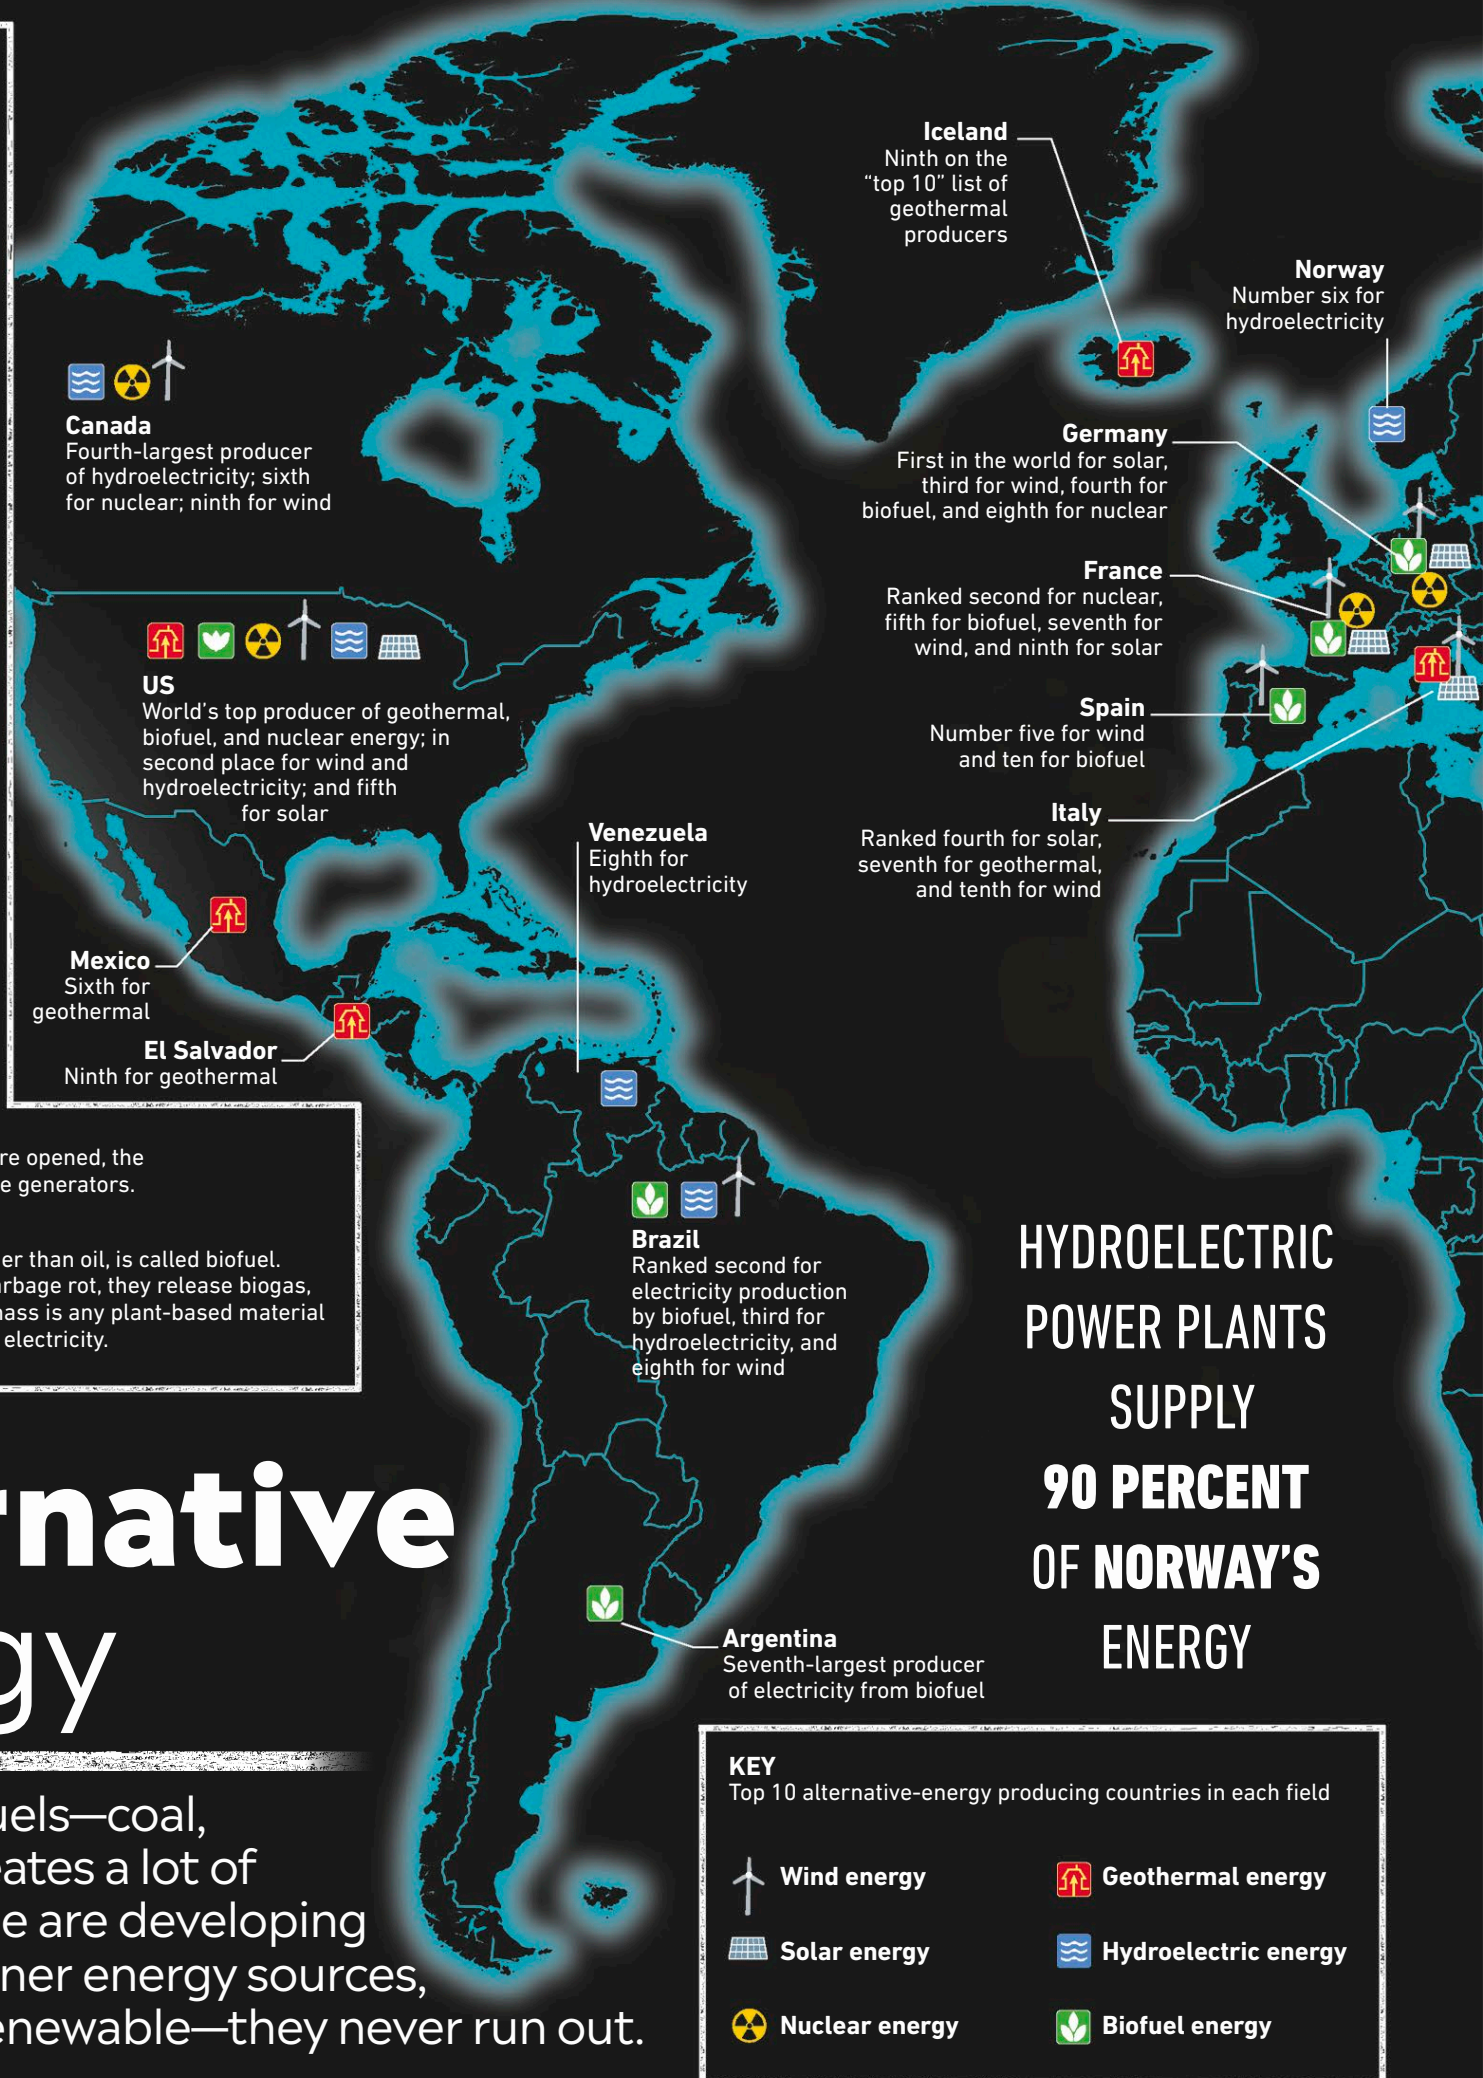 Iceland
Ninth on the
“top 10” list of
geothermal
producers
Norway
Number six for
hydroelectricity
Canada
Fourth-largest producer
of hydroelectricity; sixth
for nuclear; ninth for wind
Germany
First in the world for solar,
third for wind, fourth for
biofuel, and eighth for nuclear
France
Ranked second for nuclear,
fifth for biofuel, seventh for
wind, and ninth for solar
US
World's top producer of geothermal,
biofuel, and nuclear energy; in
second place for wind and
hydroelectricity; and fifth
for solar
Spain
Number five for wind
and ten for biofuel
Italy
Ranked fourth for solar,
seventh for geothermal,
and tenth for wind
Venezuela
Eighth for
hydroelectricity
Mexico
Sixth for
geothermal
El Salvador
Ninth for geothermal
re opened, the
e generators.
er than oil, is called biofuel.
rbage rot, they release biogas,
ass is any plant-based material
electricity.
Brazil
Ranked second for
electricity production
by biofuel, third for
hydroelectricity, and
eighth for wind
HYDROELECTRIC
POWER PLANTS
SUPPLY
90 PERCENT
OF NORWAY'S
ENERGY
rnative
gy
Argentina
Seventh-largest producer
of electricity from biofuel
uels—coal,
eates a lot of
e are developing
ner energy sources,
enewable—they never run out.
KEY
Top 10 alternative-energy producing countries in each field
Wind energy
Geothermal energy
Solar energy
Hydroelectric energy
Nuclear energy
Biofuel energy